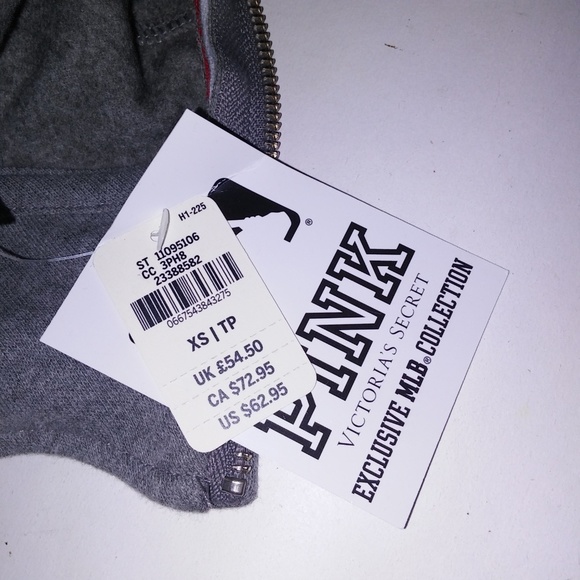 H1-225
ST 11095106
CC 3PH8
23388582
0667543843275
XS | TP
UK £54.50
CA $72.95
US $62.95
®
PINK
VICTORIA'S SECRET
EXCLUSIVE MLB® COLLECTION